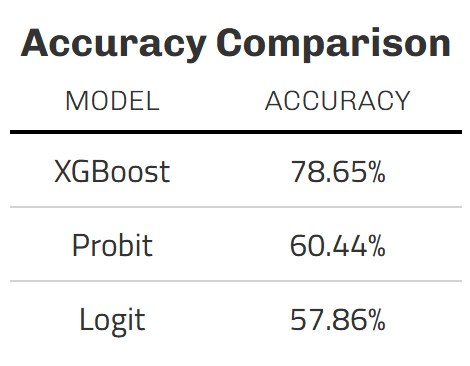 Accuracy Comparison
MODEL ACCURACY
XGBoost 78.65%
Probit 60.44%
Logit 57.86%